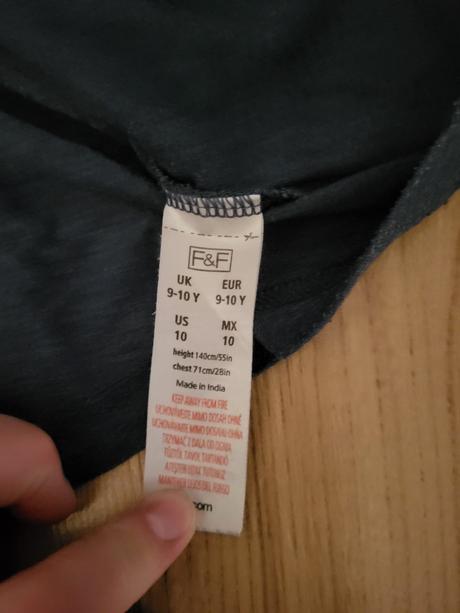 F&F
UK EUR
9-10 Y 9-10 Y
US MX
10 10
height 140cm/55in
chest 71cm/28in
Made in India
KEEP AWAY FROM FIRE
UCHOVÁVEJTE MIMO DOSAH OHNĚ
UCHOVÁVAJTE MIMO DOSAHU OHŇA
TRZYMAĆ Z DALA OD OGNIA
TŰZTŐL TÁVOL TARTANDÓ
ATEŞTEN UZAK TUTUNUZ
MANTENER LEJOS DEL FUEGO
.com